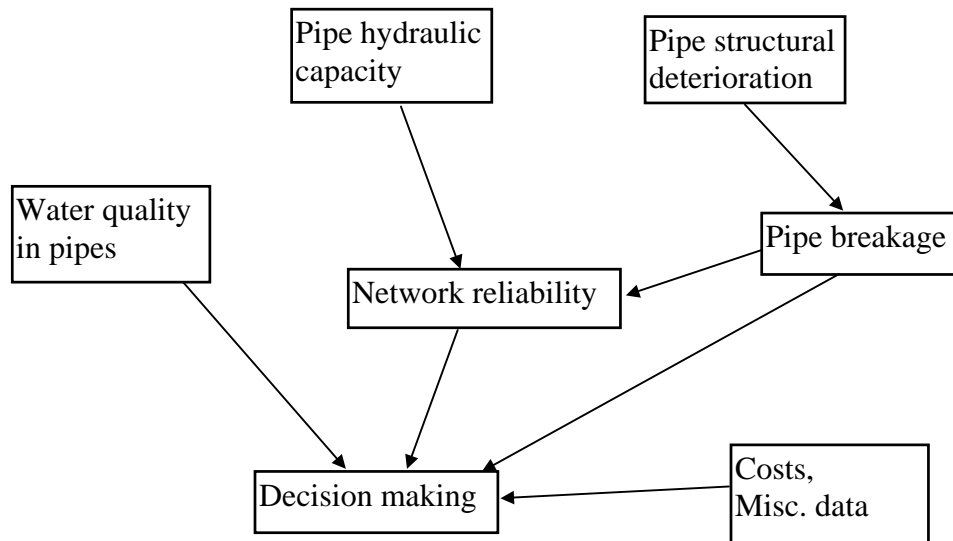 Pipe hydraulic
capacity
Pipe structural
deterioration
Water quality
in pipes
Pipe breakage
Network reliability
Decision making
Costs,
Misc. data